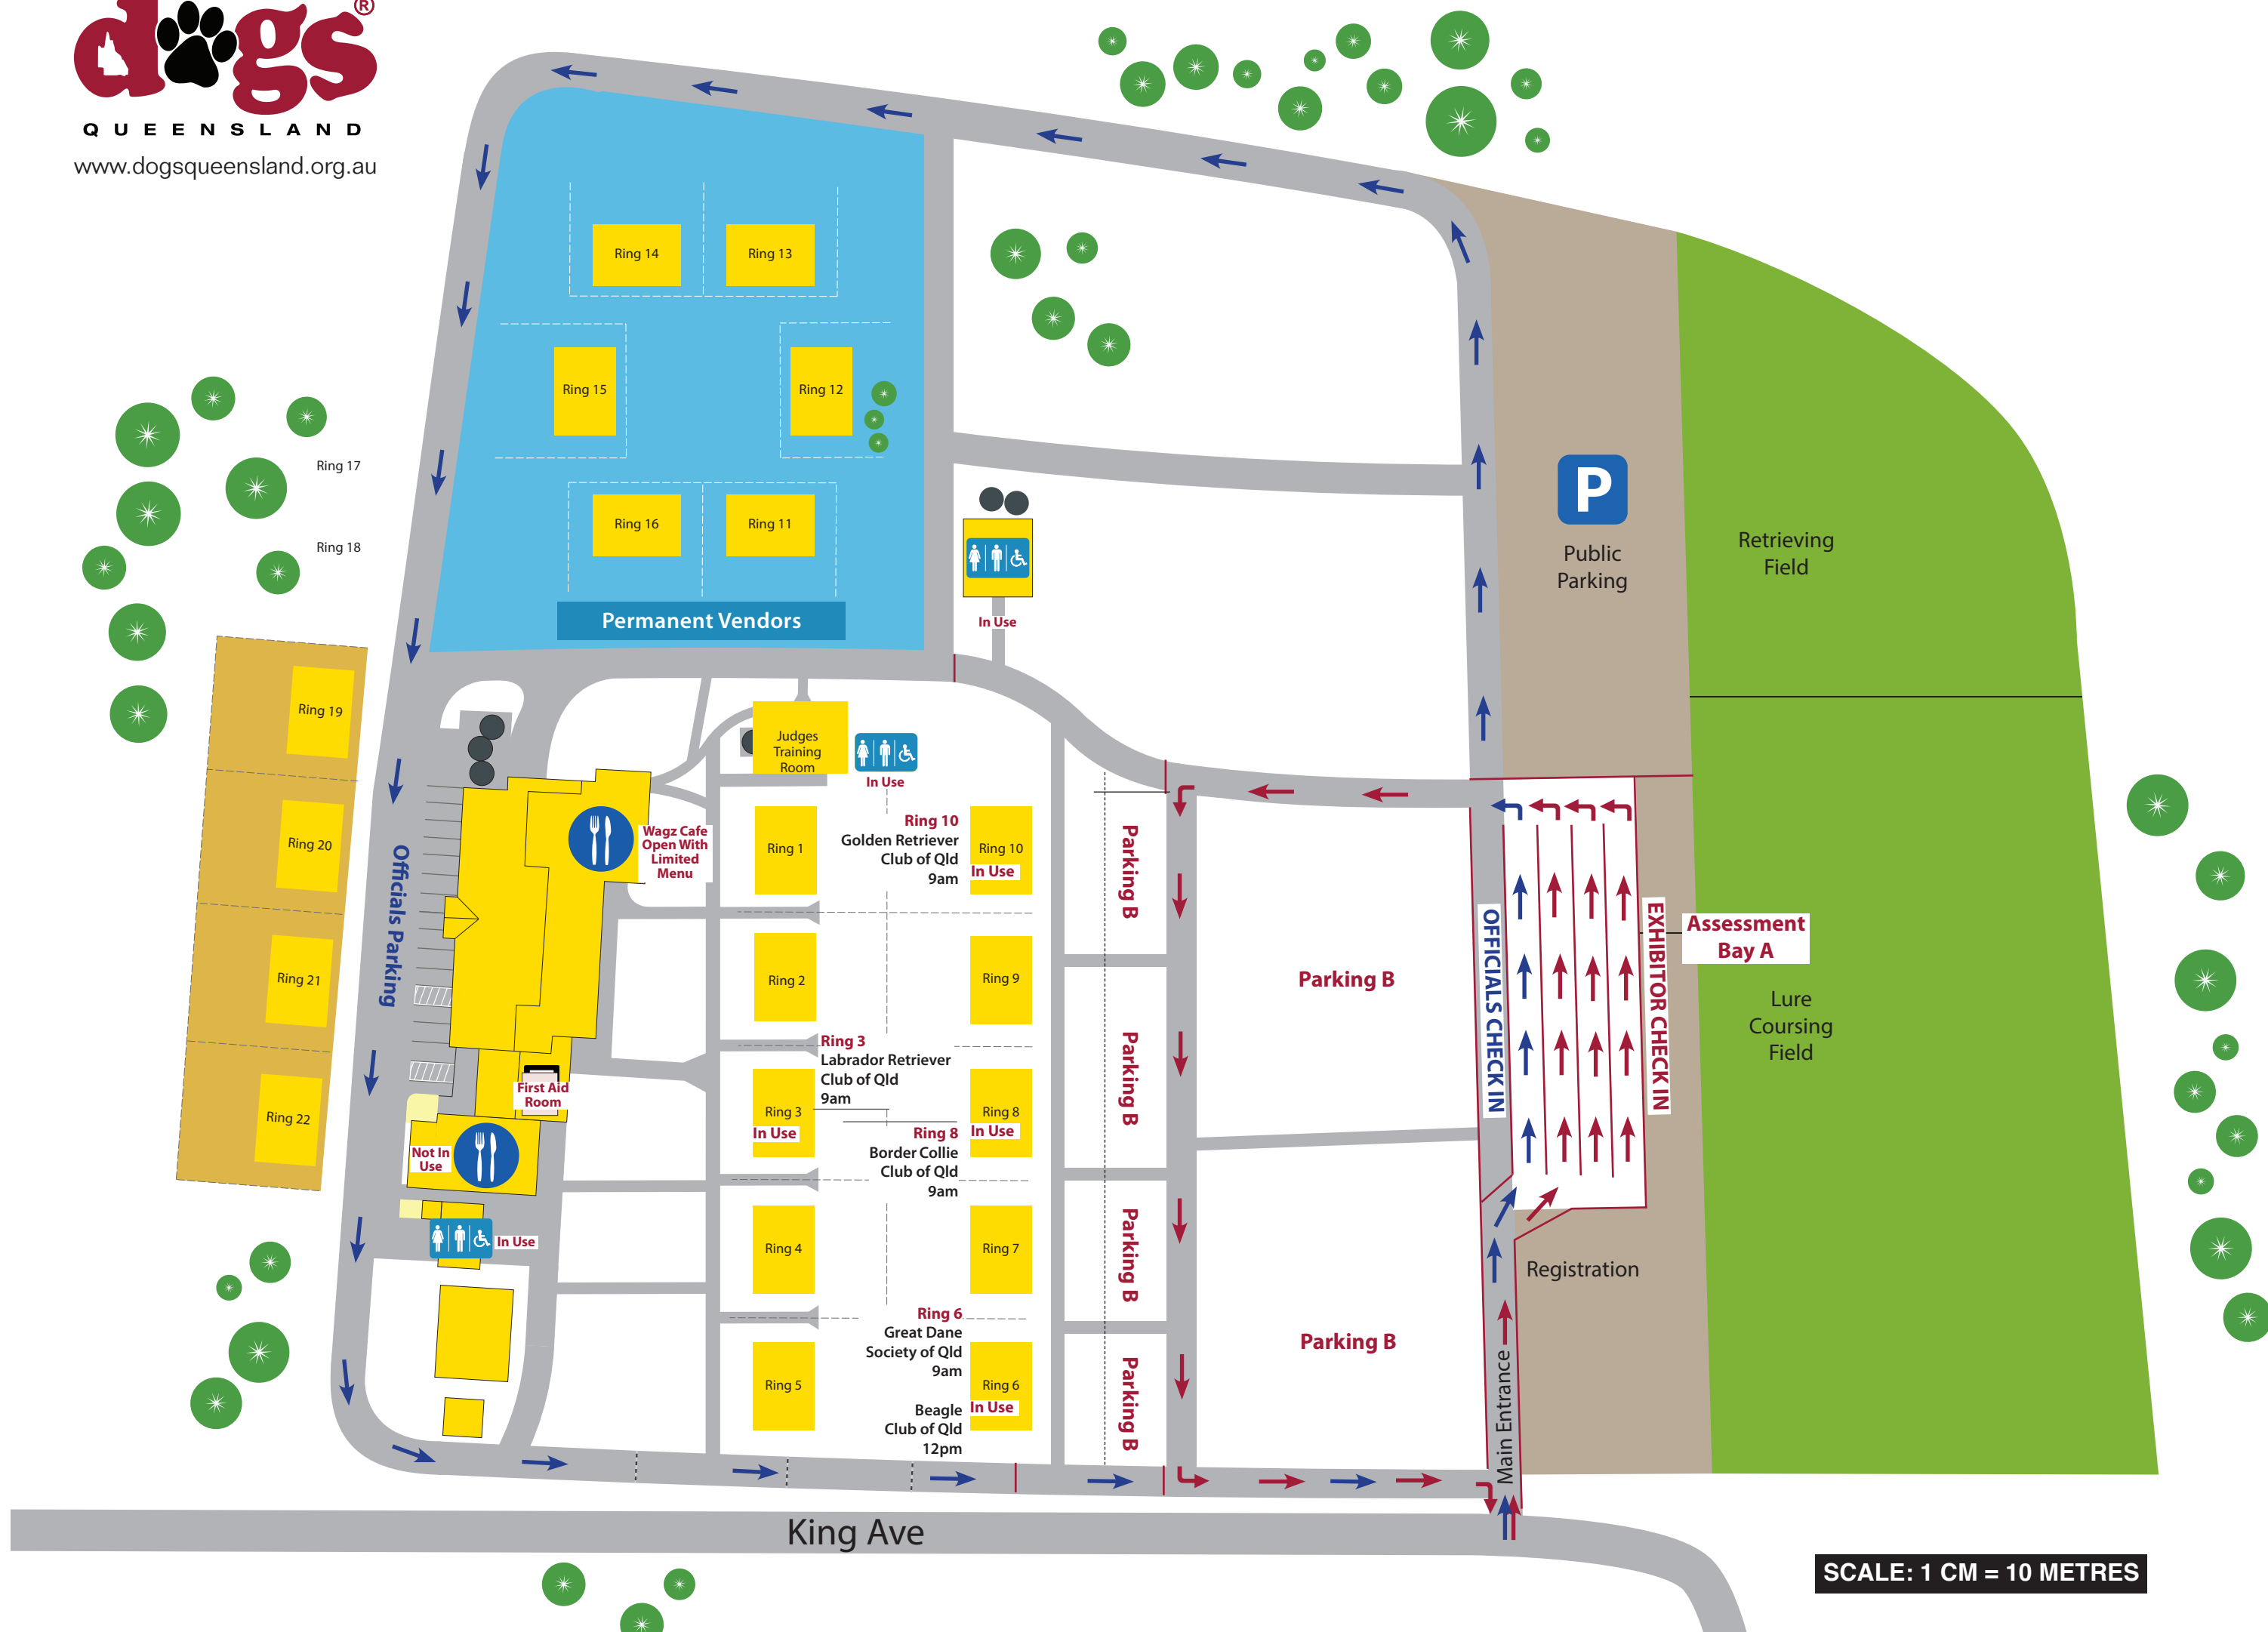 dogs®
QUEENSLAND
www.dogsqueensland.org.au
Ring 14
Ring 13
Ring 15
Ring 12
Ring 17
Ring 18
Ring 16
Ring 11
Permanent Vendors
In Use
P
Public
Parking
Retrieving
Field
Ring 19
Ring 20
Ring 21
Ring 22
Officials Parking
Judges
Training
Room
In Use
Wagz Cafe
Open With
Limited
Menu
Ring 1
Ring 10
Golden Retriever
Club of Qld
9am
Ring 10
In Use
Ring 2
Ring 9
Ring 3
Labrador Retriever
Club of Qld
9am
Ring 3
In Use
Ring 8
In Use
Ring 8
Border Collie
Club of Qld
9am
First Aid
Room
Not In
Use
In Use
Ring 4
Ring 7
Ring 6
Great Dane
Society of Qld
9am
Ring 5
Ring 6
In Use
Beagle
Club of Qld
12pm
Parking B
Parking B
Parking B
Parking B
Parking B
Parking B
OFFICIALS CHECK IN
EXHIBITOR CHECK IN
Assessment
Bay A
Lure
Coursing
Field
Registration
Main Entrance
King Ave
SCALE: 1 CM = 10 METRES